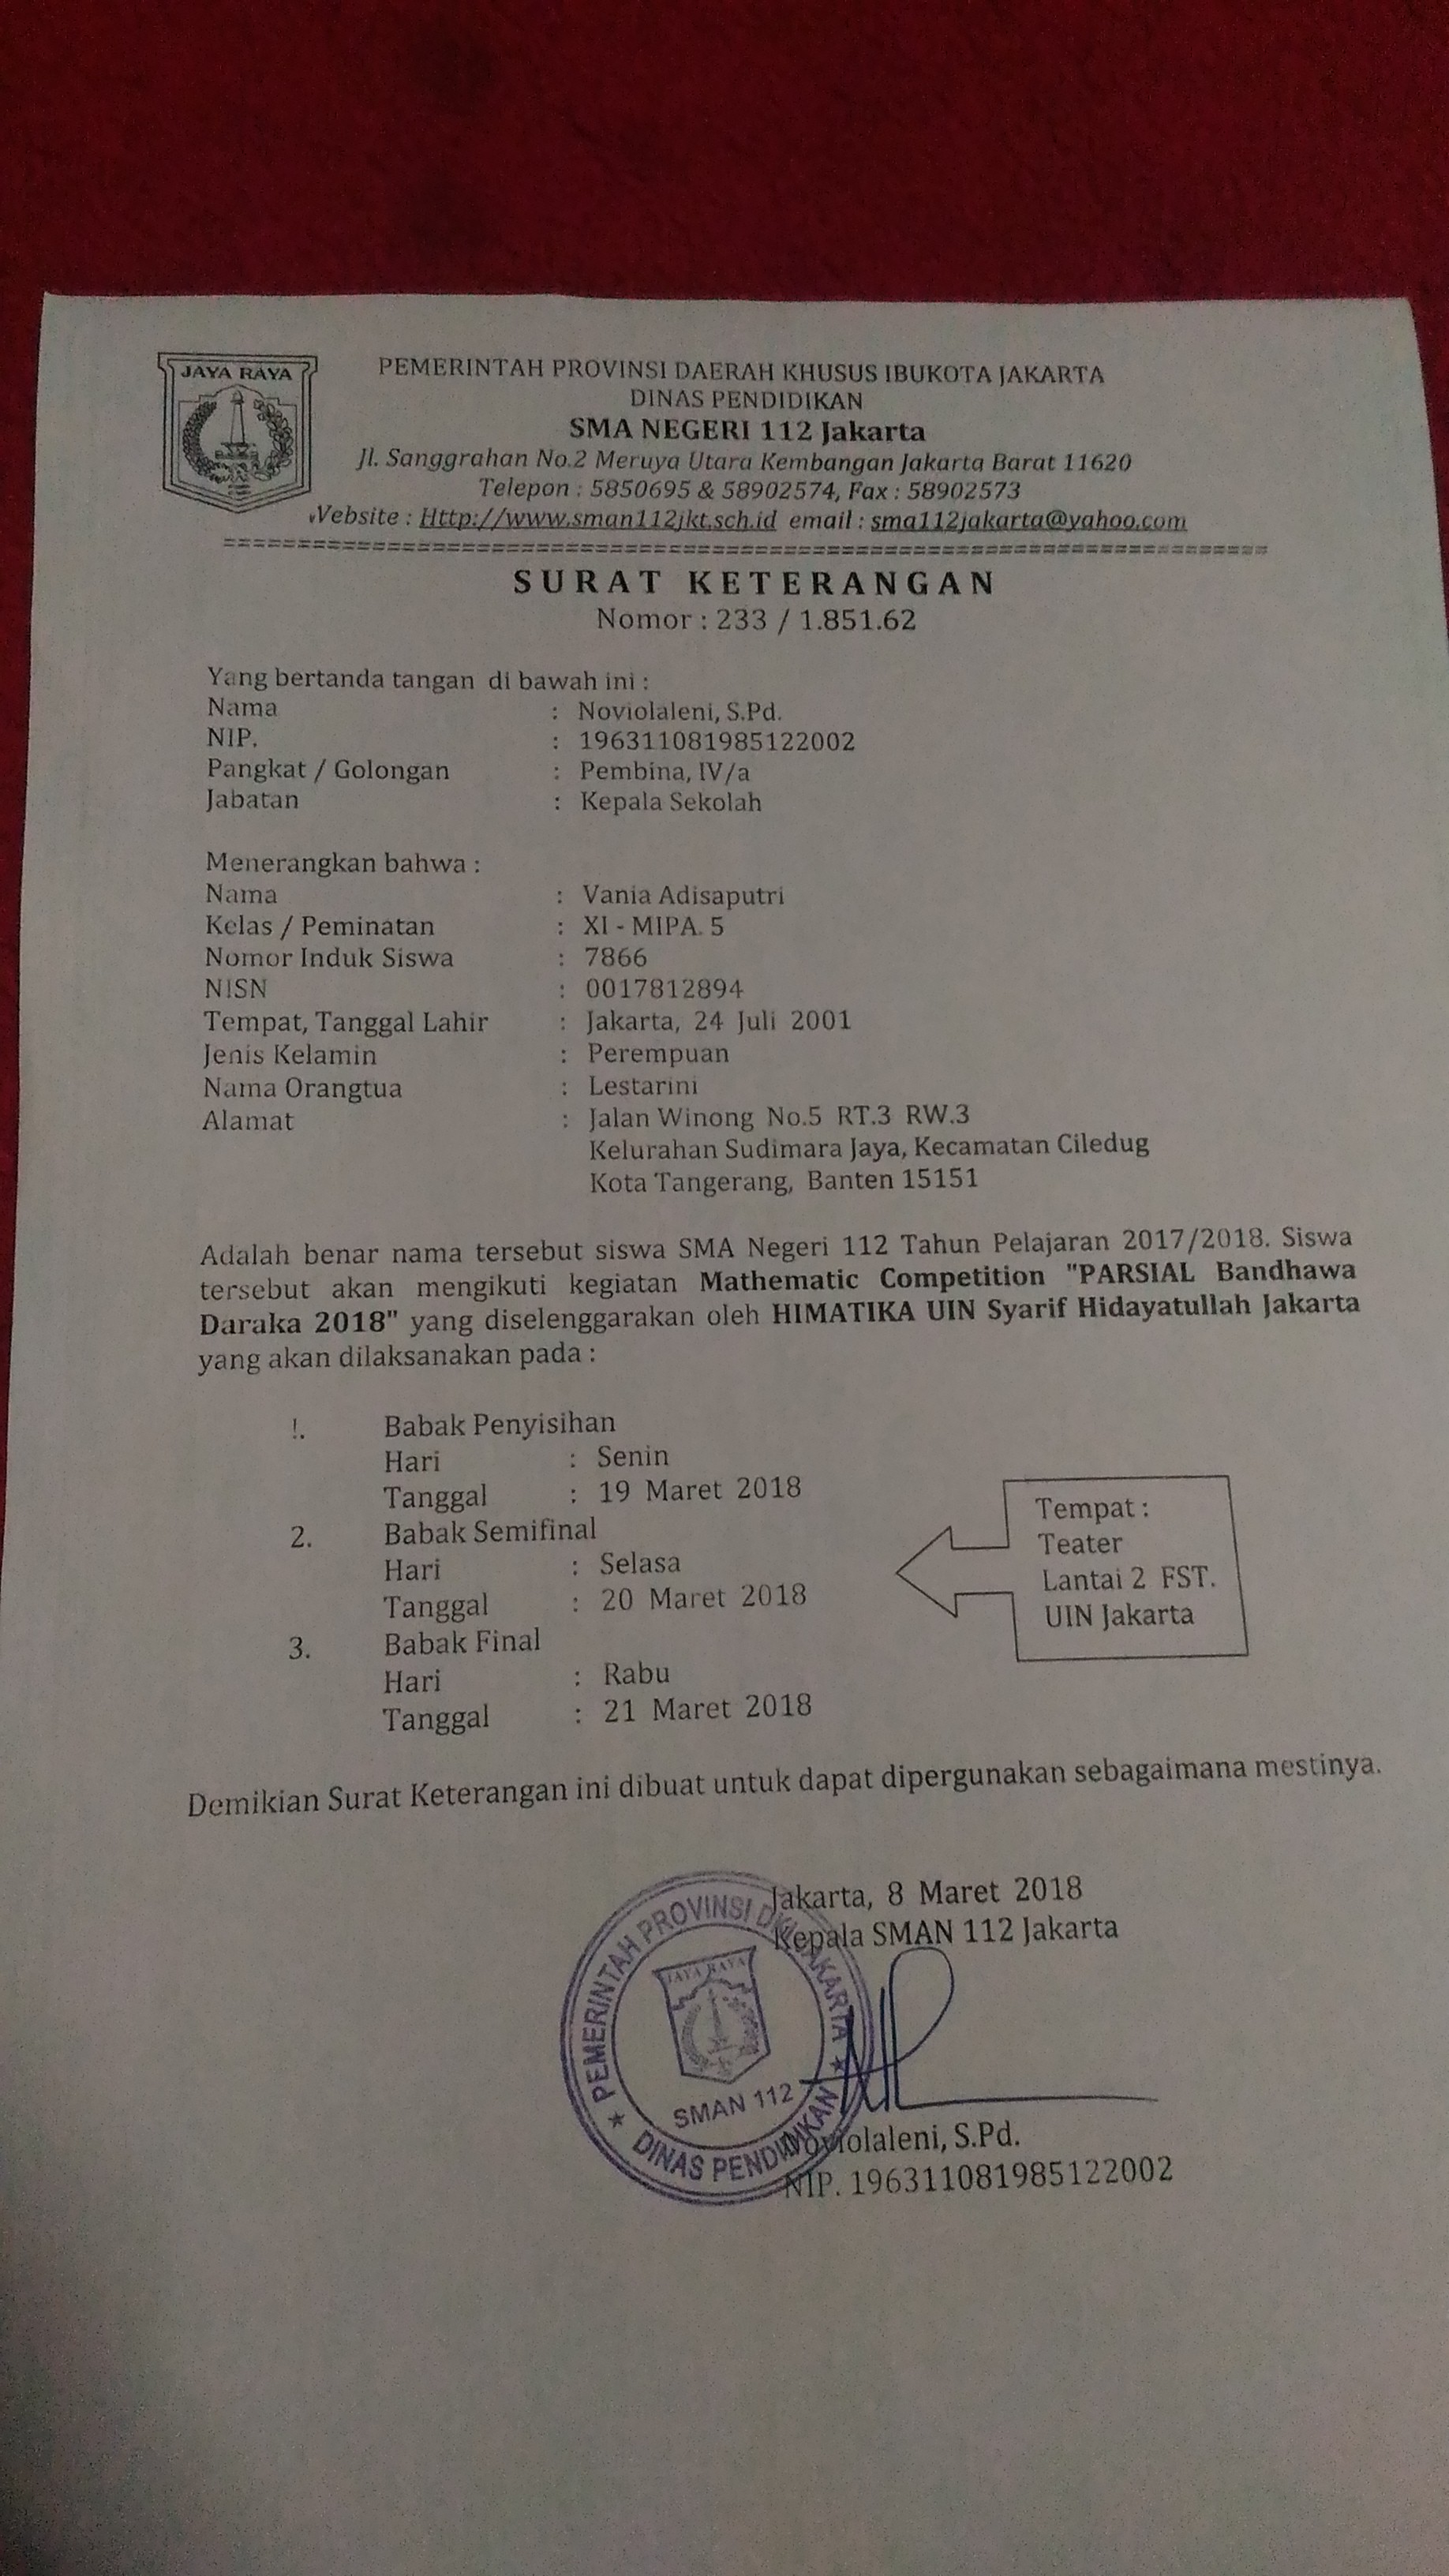 JAYA RAYA
PEMERINTAH PROVINSI DAERAH KHUSUS IBUKOTA JAKARTA
DINAS PENDIDIKAN
SMA NEGERI 112 Jakarta
Jl. Sanggrahan No.2 Meruya Utara Kembangan Jakarta Barat 11620
Telepon : 5850695 & 58902574, Fax : 58902573
Website : Http://www.sman112jkt.sch.id email : sma112jakarta@yahoo.com
SURAT KETERANGAN
Nomor : 233 / 1.851.62
Yang bertanda tangan di bawah ini :
Nama : Noviolaleni, S.Pd.
NIP. : 196311081985122002
Pangkat / Golongan : Pembina, IV/a
Jabatan : Kepala Sekolah
Menerangkan bahwa :
Nama : Vania Adisaputri
Kelas / Peminatan : XI - MIPA. 5
Nomor Induk Siswa : 7866
NISN : 0017812894
Tempat, Tanggal Lahir : Jakarta, 24 Juli 2001
Jenis Kelamin : Perempuan
Nama Orangtua : Lestarini
Alamat : Jalan Winong No.5 RT.3 RW.3
Kelurahan Sudimara Jaya, Kecamatan Ciledug
Kota Tangerang, Banten 15151
Adalah benar nama tersebut siswa SMA Negeri 112 Tahun Pelajaran 2017/2018. Siswa
tersebut akan mengikuti kegiatan Mathematic Competition "PARSIAL Bandhawa
Daraka 2018" yang diselenggarakan oleh HIMATIKA UIN Syarif Hidayatullah Jakarta
yang akan dilaksanakan pada :
1. Babak Penyisihan
Hari : Senin
Tanggal : 19 Maret 2018
2. Babak Semifinal
Hari : Selasa
Tanggal : 20 Maret 2018
3. Babak Final
Hari : Rabu
Tanggal : 21 Maret 2018
Tempat :
Teater
Lantai 2 FST.
UIN Jakarta
Demikian Surat Keterangan ini dibuat untuk dapat dipergunakan sebagaimana mestinya.
Jakarta, 8 Maret 2018
Kepala SMAN 112 Jakarta
PEMERINTAH PROVINSI DKI JAKARTA
JAYA RAYA
SMAN 112
DINAS PENDIDIKAN
Noviolaleni, S.Pd.
NIP. 196311081985122002